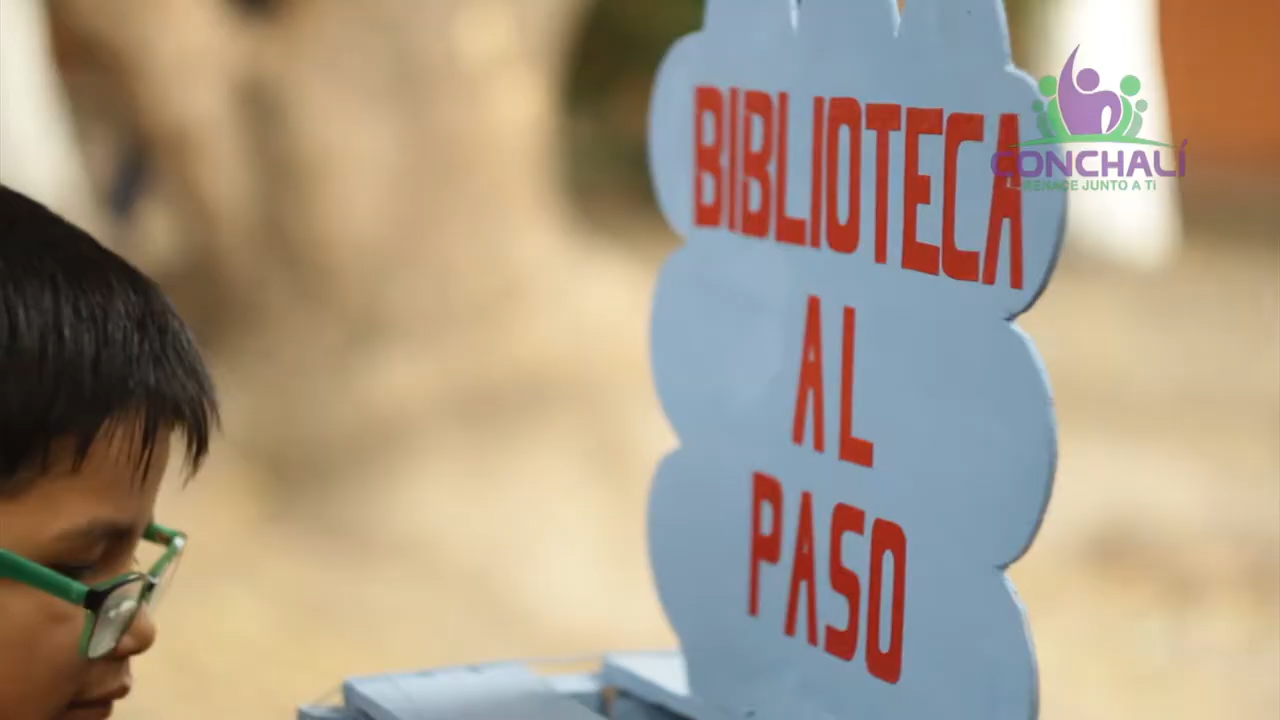 BIBLIOTECA
AL
PASO
CONCHALÍ
RENACE JUNTO A TI